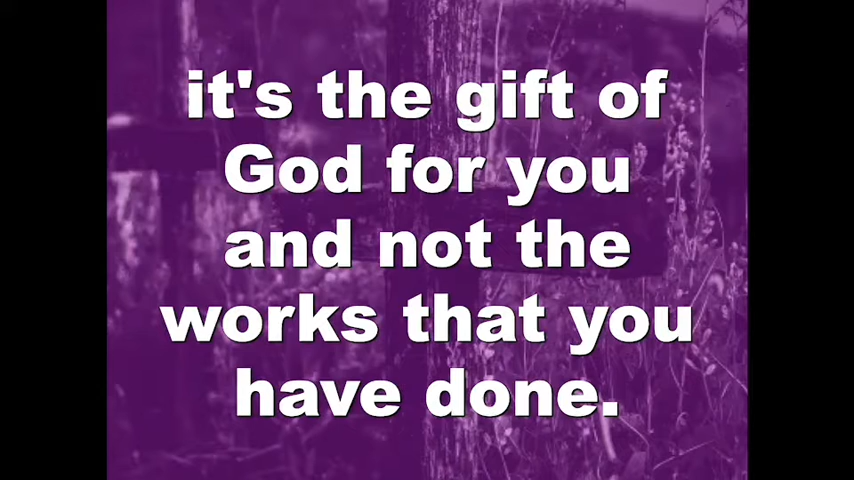 it's the gift of
God for you
and not the
works that you
have done.